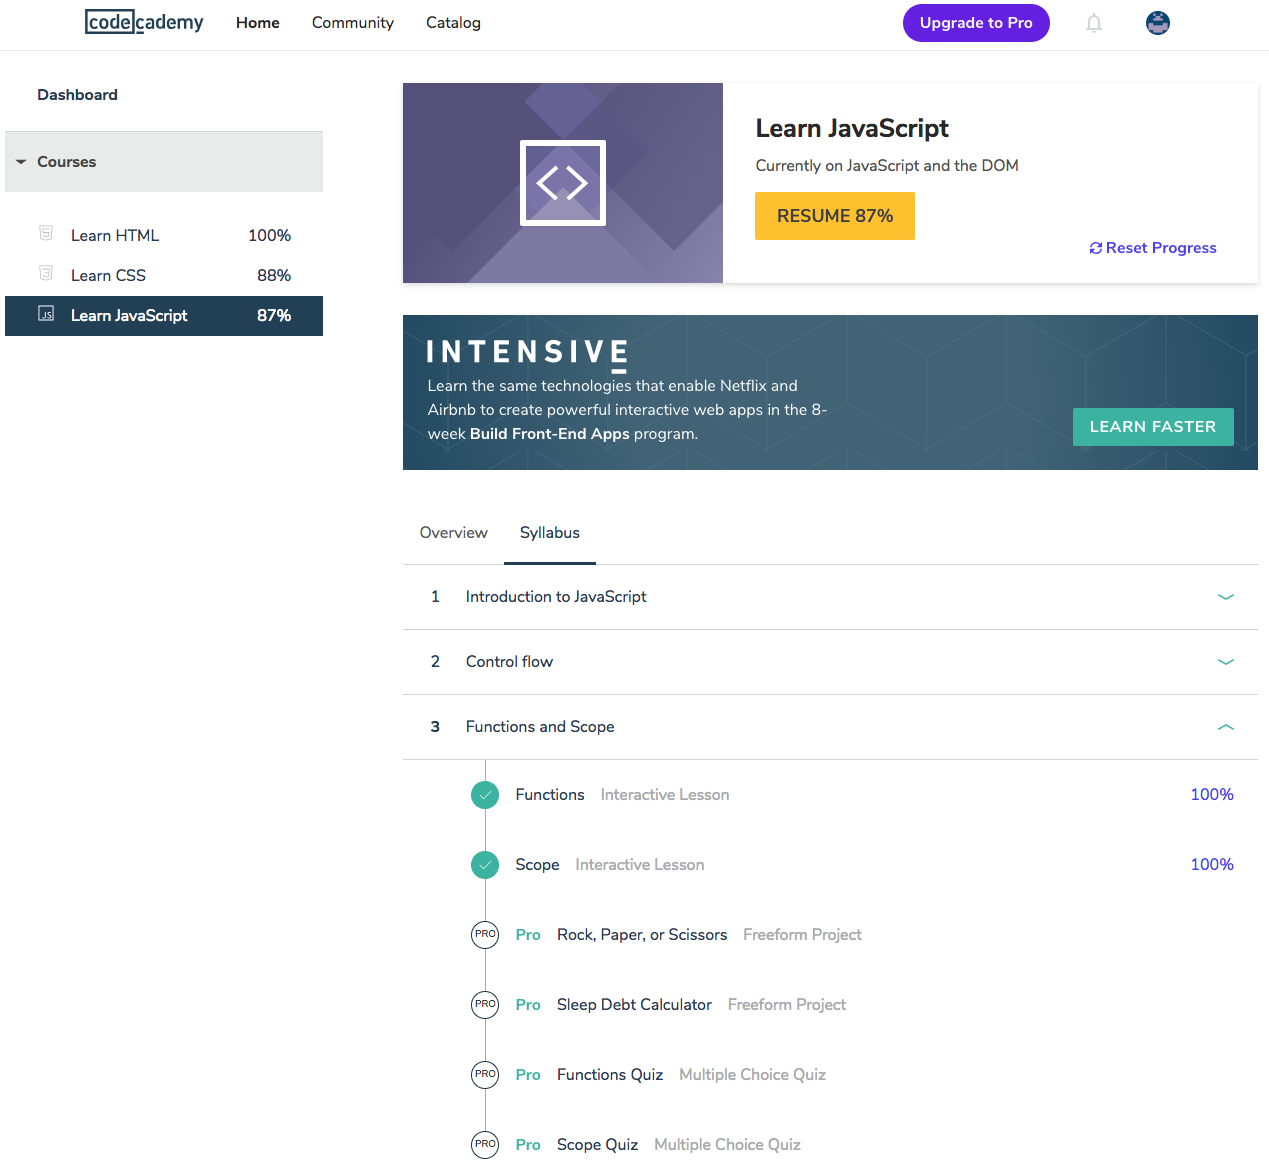 codecademy Home Community Catalog Upgrade to Pro
Dashboard
Courses
Learn HTML 100%
Learn CSS 88%
JS Learn JavaScript 87%
Learn JavaScript
Currently on JavaScript and the DOM
RESUME 87%
Reset Progress
INTENSIVE
Learn the same technologies that enable Netflix and
Airbnb to create powerful interactive web apps in the 8-
week Build Front-End Apps program.
LEARN FASTER
Overview Syllabus
1 Introduction to JavaScript
2 Control flow
3 Functions and Scope
Functions Interactive Lesson 100%
Scope Interactive Lesson 100%
PRO Pro Rock, Paper, or Scissors Freeform Project
PRO Pro Sleep Debt Calculator Freeform Project
PRO Pro Functions Quiz Multiple Choice Quiz
PRO Pro Scope Quiz Multiple Choice Quiz